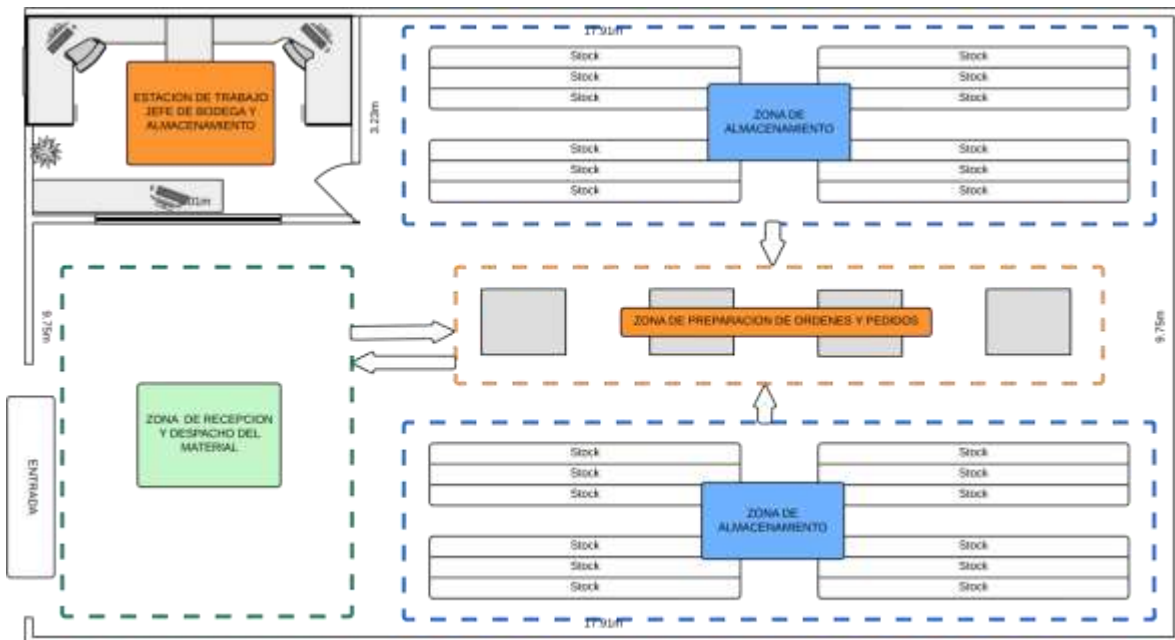 17.91m
ESTACION DE TRABAJO
JEFE DE BODEGA Y
ALMACENAMIENTO
3.23m
Stock
Stock
Stock
Stock
Stock
Stock
ZONA DE
ALMACENAMIENTO
Stock
Stock
Stock
Stock
Stock
Stock
9.75m
ZONA DE PREPARACION DE ORDENES Y PEDIDOS
9.75m
ZONA DE RECEPCION
Y DESPACHO DEL
MATERIAL
ENTRADA
Stock
Stock
Stock
Stock
Stock
Stock
ZONA DE
ALMACENAMIENTO
Stock
Stock
Stock
Stock
Stock
Stock
17.91m